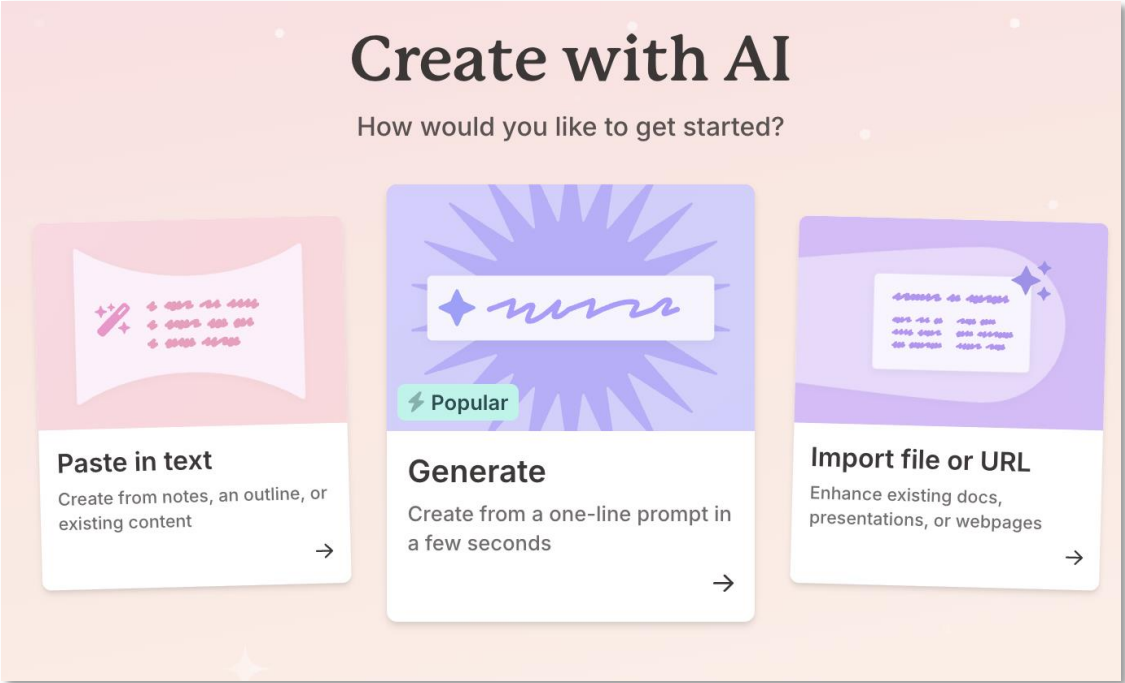 Create with AI
How would you like to get started?
Paste in text
Create from notes, an outline, or
existing content
Popular
Generate
Create from a one-line prompt in
a few seconds
Import file or URL
Enhance existing docs,
presentations, or webpages